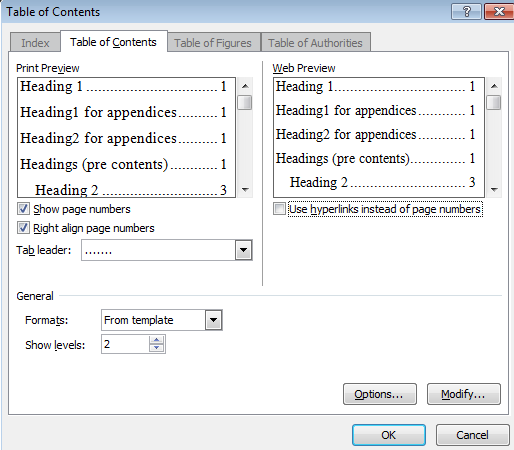 Table of Contents
Index Table of Contents Table of Figures Table of Authorities
Print Preview
Heading 1.......................... 1
Heading1 for appendices.......... 1
Heading2 for appendices.......... 1
Headings (pre contents)........... 1
Heading 2....................... 3
Show page numbers
Right align page numbers
Tab leader: .......
Web Preview
Heading 1.......................... 1
Heading1 for appendices.......... 1
Heading2 for appendices.......... 1
Headings (pre contents)........... 1
Heading 2....................... 3
Use hyperlinks instead of page numbers
General
Formats: From template
Show levels: 2
Options... Modify...
OK Cancel